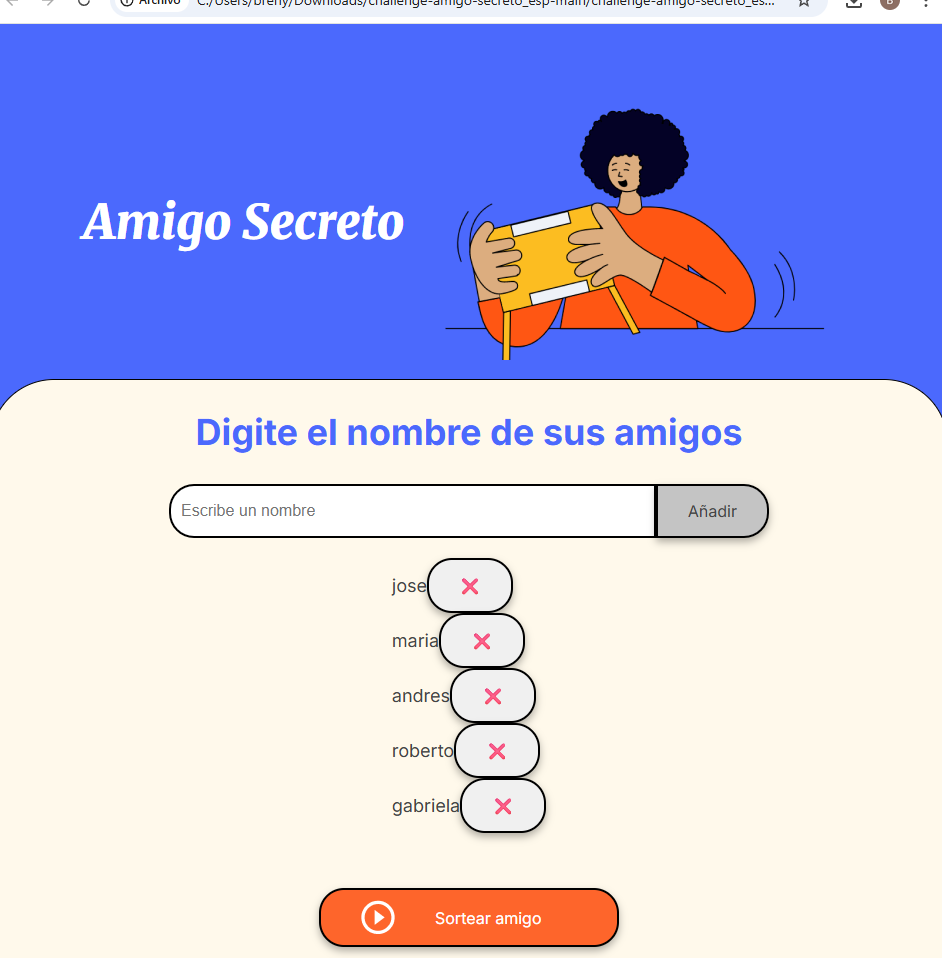 Archivo C:/Users/breny/Downloads/challenge-amigo-secreto_esp-main/challenge-amigo-secreto_es...
B
Amigo Secreto
Digite el nombre de sus amigos
Escribe un nombre Añadir
jose
maria
andres
roberto
gabriela
Sortear amigo